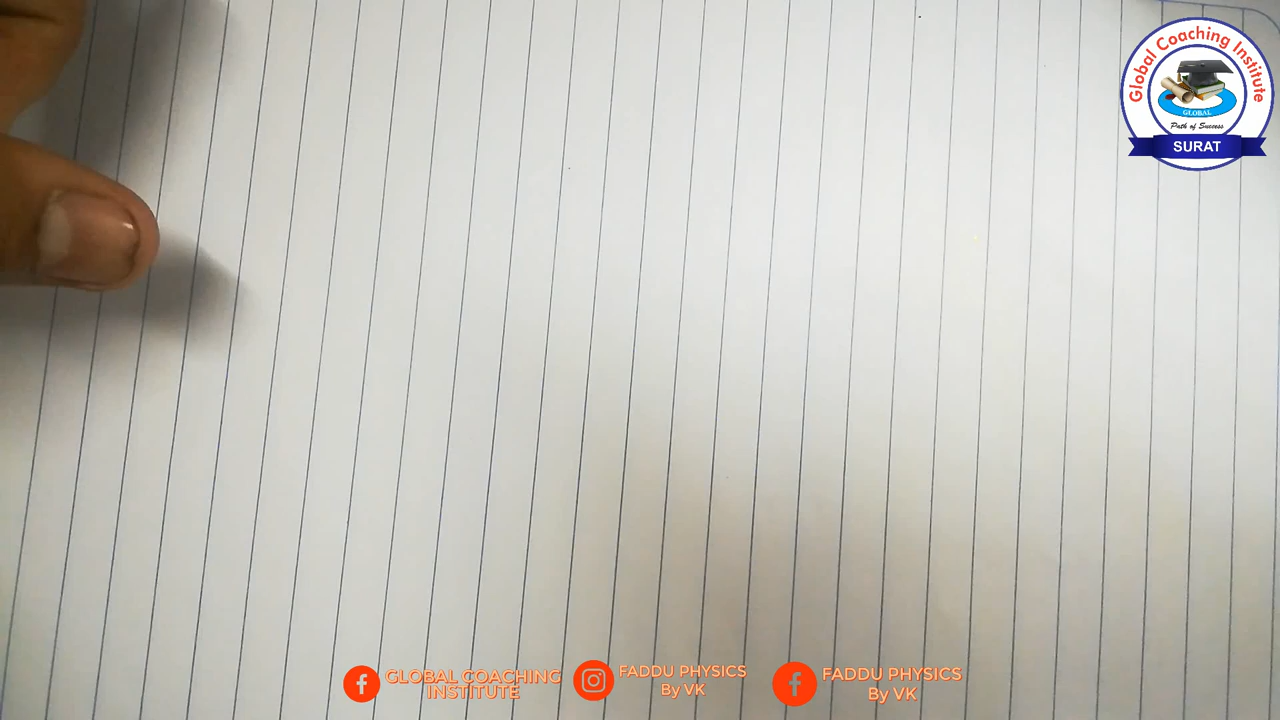 Global Coaching Institute
GLOBAL
Path of Success
SURAT
GLOBAL COACHING
INSTITUTE
FADDU PHYSICS
By VK
FADDU PHYSICS
By VK